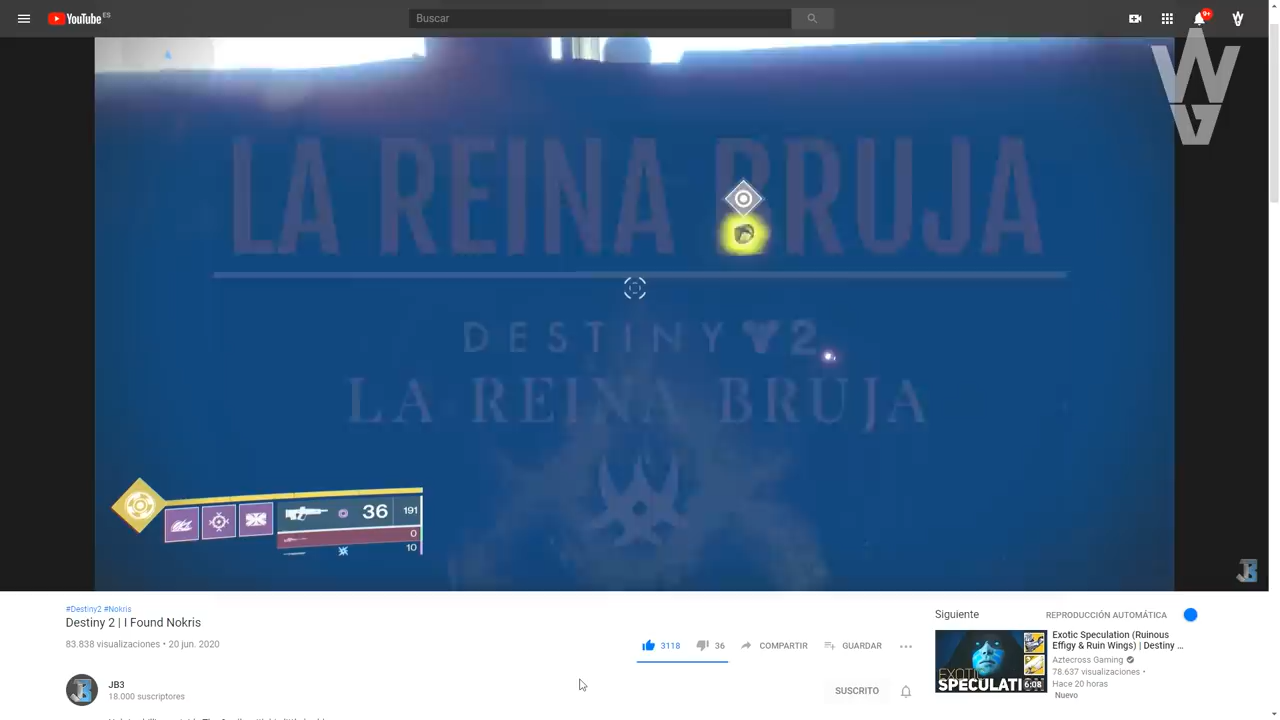 YouTube ES
Buscar
9+
LA REINA BRUJA
DESTINY 2
LA REINA BRUJA
36
191
0
10
#Destiny2 #Nokris
Destiny 2 | I Found Nokris
83.838 visualizaciones • 20 jun. 2020
3118
36
COMPARTIR
GUARDAR
JB3
18.000 suscriptores
SUSCRITO
Siguiente
REPRODUCCIÓN AUTOMÁTICA
EXOTIC
SPECULATI
6:08
Exotic Speculation (Ruinous
Effigy & Ruin Wings) | Destiny ...
Aztecross Gaming
78.637 visualizaciones •
Hace 20 horas
Nuevo